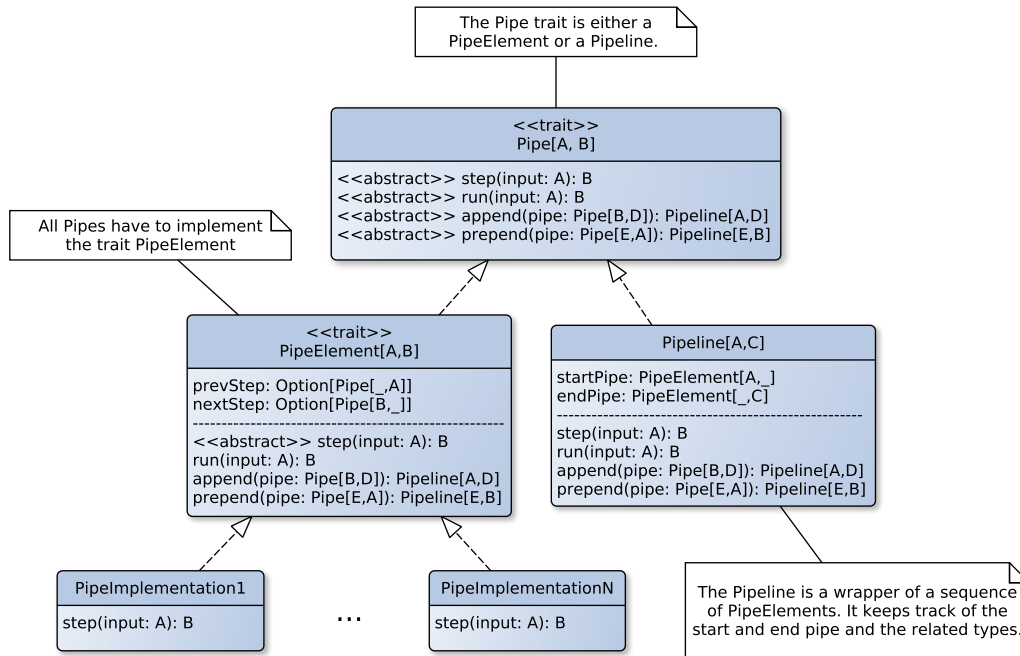 The Pipe trait is either a
PipeElement or a Pipeline.
<<trait>>
Pipe[A, B]
<<abstract>> step(input: A): B
<<abstract>> run(input: A): B
<<abstract>> append(pipe: Pipe[B,D]): Pipeline[A,D]
<<abstract>> prepend(pipe: Pipe[E,A]): Pipeline[E,B]
All Pipes have to implement
the trait PipeElement
<<trait>>
PipeElement[A,B]
prevStep: Option[Pipe[_,A]]
nextStep: Option[Pipe[B,_]]
<<abstract>> step(input: A): B
run(input: A): B
append(pipe: Pipe[B,D]): Pipeline[A,D]
prepend(pipe: Pipe[E,A]): Pipeline[E,B]
Pipeline[A,C]
startPipe: PipeElement[A,_]
endPipe: PipeElement[_,C]
step(input: A): B
run(input: A): B
append(pipe: Pipe[B,D]): Pipeline[A,D]
prepend(pipe: Pipe[E,A]): Pipeline[E,B]
PipeImplementation1
step(input: A): B
...
PipeImplementationN
step(input: A): B
The Pipeline is a wrapper of a sequence
of PipeElements. It keeps track of the
start and end pipe and the related types.